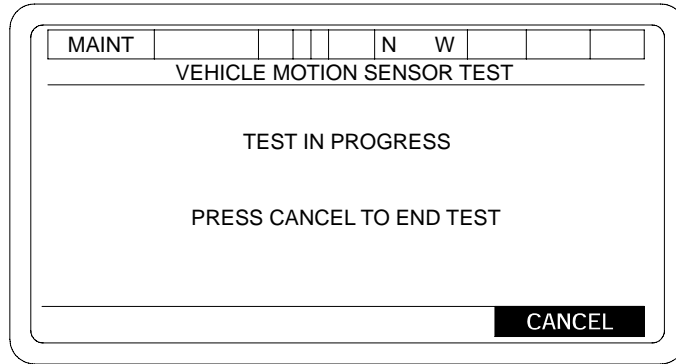 MAINT N W
VEHICLE MOTION SENSOR TEST
TEST IN PROGRESS
PRESS CANCEL TO END TEST
CANCEL